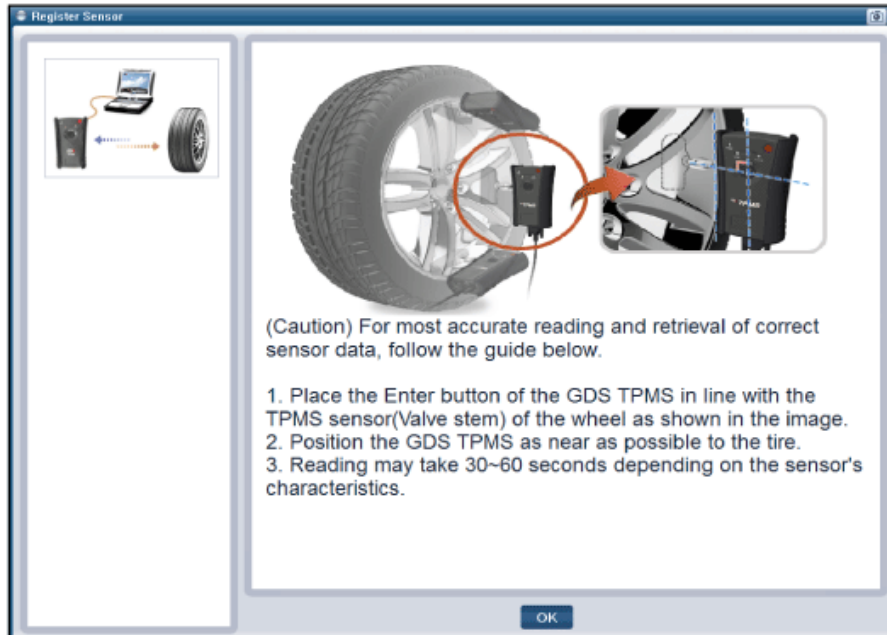 Register Sensor
TPMS
TPMS
(Caution) For most accurate reading and retrieval of correct
sensor data, follow the guide below.
1. Place the Enter button of the GDS TPMS in line with the
TPMS sensor(Valve stem) of the wheel as shown in the image.
2. Position the GDS TPMS as near as possible to the tire.
3. Reading may take 30~60 seconds depending on the sensor's
characteristics.
OK